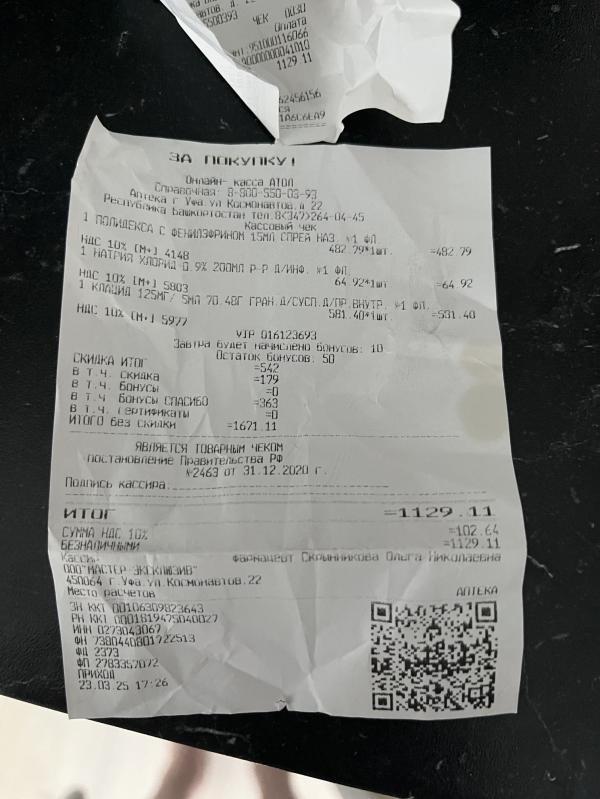 5500393 ЧЕК 0030
Оплата
1129 11
62456156
1A6C6EA9
ЗА ПОКУПКУ!
Онлайн- касса АТОЛ
Справочная: 8-800-550-03-93
Аптека г Уфа.ул Космонавтов.д 22
Республика Башкортостан тел.8(347)264-04-45
Кассовый чек
1 ПОЛИДЕКСА С ФЕНИЛЭФРИНОМ 15МЛ СПРЕЙ НАЗ. №1 ФЛ
482.79*1шт. =482 79
НДС 10% [М+] 4148
1 НАТРИЯ ХЛОРИД 0.9% 200МЛ Р-Р Д/ИНФ. №1 ФЛ.
64.92*1шт. =64.92
НДС 10% [М+] 5803
1 КЛАЦИД 125МГ/ 5МЛ 70.48Г ГРАН.Д/СУСП.Д/ПР.ВНУТР. №1 ФЛ.
581.40*1шт. =581.40
НДС 10% [М+] 5977
VIP 016123693
Завтра будет начислено бонусов: 10
Остаток бонусов: 50
СКИДКА ИТОГ =542
в т.ч. скидка =179
в т.ч. бонусы =0
в т.ч. бонусы СПАСИБО =363
в т.ч. сертификаты =0
ИТОГО без скидки =1671.11
ЯВЛЯЕТСЯ ТОВАРНЫМ ЧЕКОМ
постановление Правительства РФ
№2463 от 31.12.2020 г.
Подпись кассира
ИТОГ =1129.11
СУММА НДС 10% =102.64
БЕЗНАЛИЧНЫМИ =1129.11
Кассир фармацевт Скрынникова Ольга Николаевна
ООО"МАСТЕР-ЭКСКЛЮЗИВ"
450064 г.Уфа.ул.Космонавтов.22
Место расчетов АПТЕКА
ЗН ККТ 00106309823643
РН ККТ 0001819475040027
ИНН 0273043067
ФН 7380440801722513
ФД 2373
ФП 2783357072
ПРИХОД
23.03.25 17:26